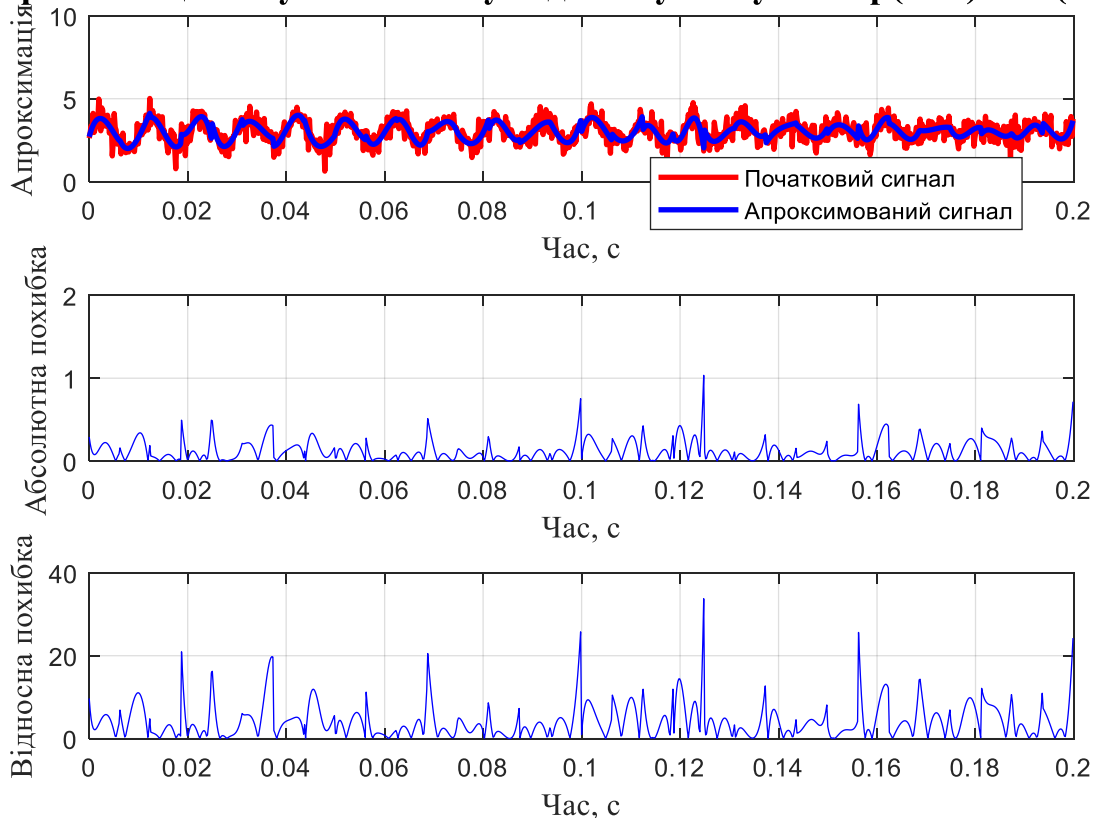 10
5
0
Апроксимація
0 0.02 0.04 0.06 0.08 0.1 0.2
Початковий сигнал
Апроксимований сигнал
Час, с
2
1
0
Абсолютна похибка
0 0.02 0.04 0.06 0.08 0.1 0.12 0.14 0.16 0.18 0.2
Час, с
40
20
0
Відносна похибка
0 0.02 0.04 0.06 0.08 0.1 0.12 0.14 0.16 0.18 0.2
Час, с